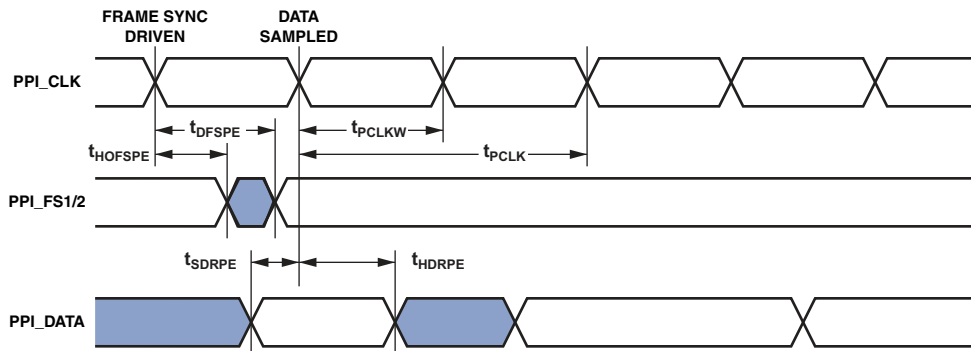 FRAME SYNC
DRIVEN
DATA
SAMPLED
PPI_CLK
tDFSPE
tPCLKW
tHOFSPE
tPCLK
PPI_FS1/2
tSDRPE
tHDRPE
PPI_DATA